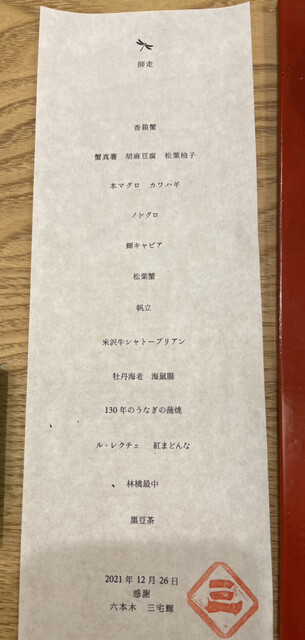 師走
香箱蟹
蟹真薯　胡麻豆腐　松葉柚子
本マグロ　カワハギ
ノドグロ
鱘キャビア
松葉蟹
帆立
米沢牛シャトーブリアン
牡丹海老　海鼠腸
130年のうなぎの蒲焼
ル・レクチェ　紅まどんな
林檎最中
黒豆茶
2021年12月26日
感謝
六本木　三宅輝
三